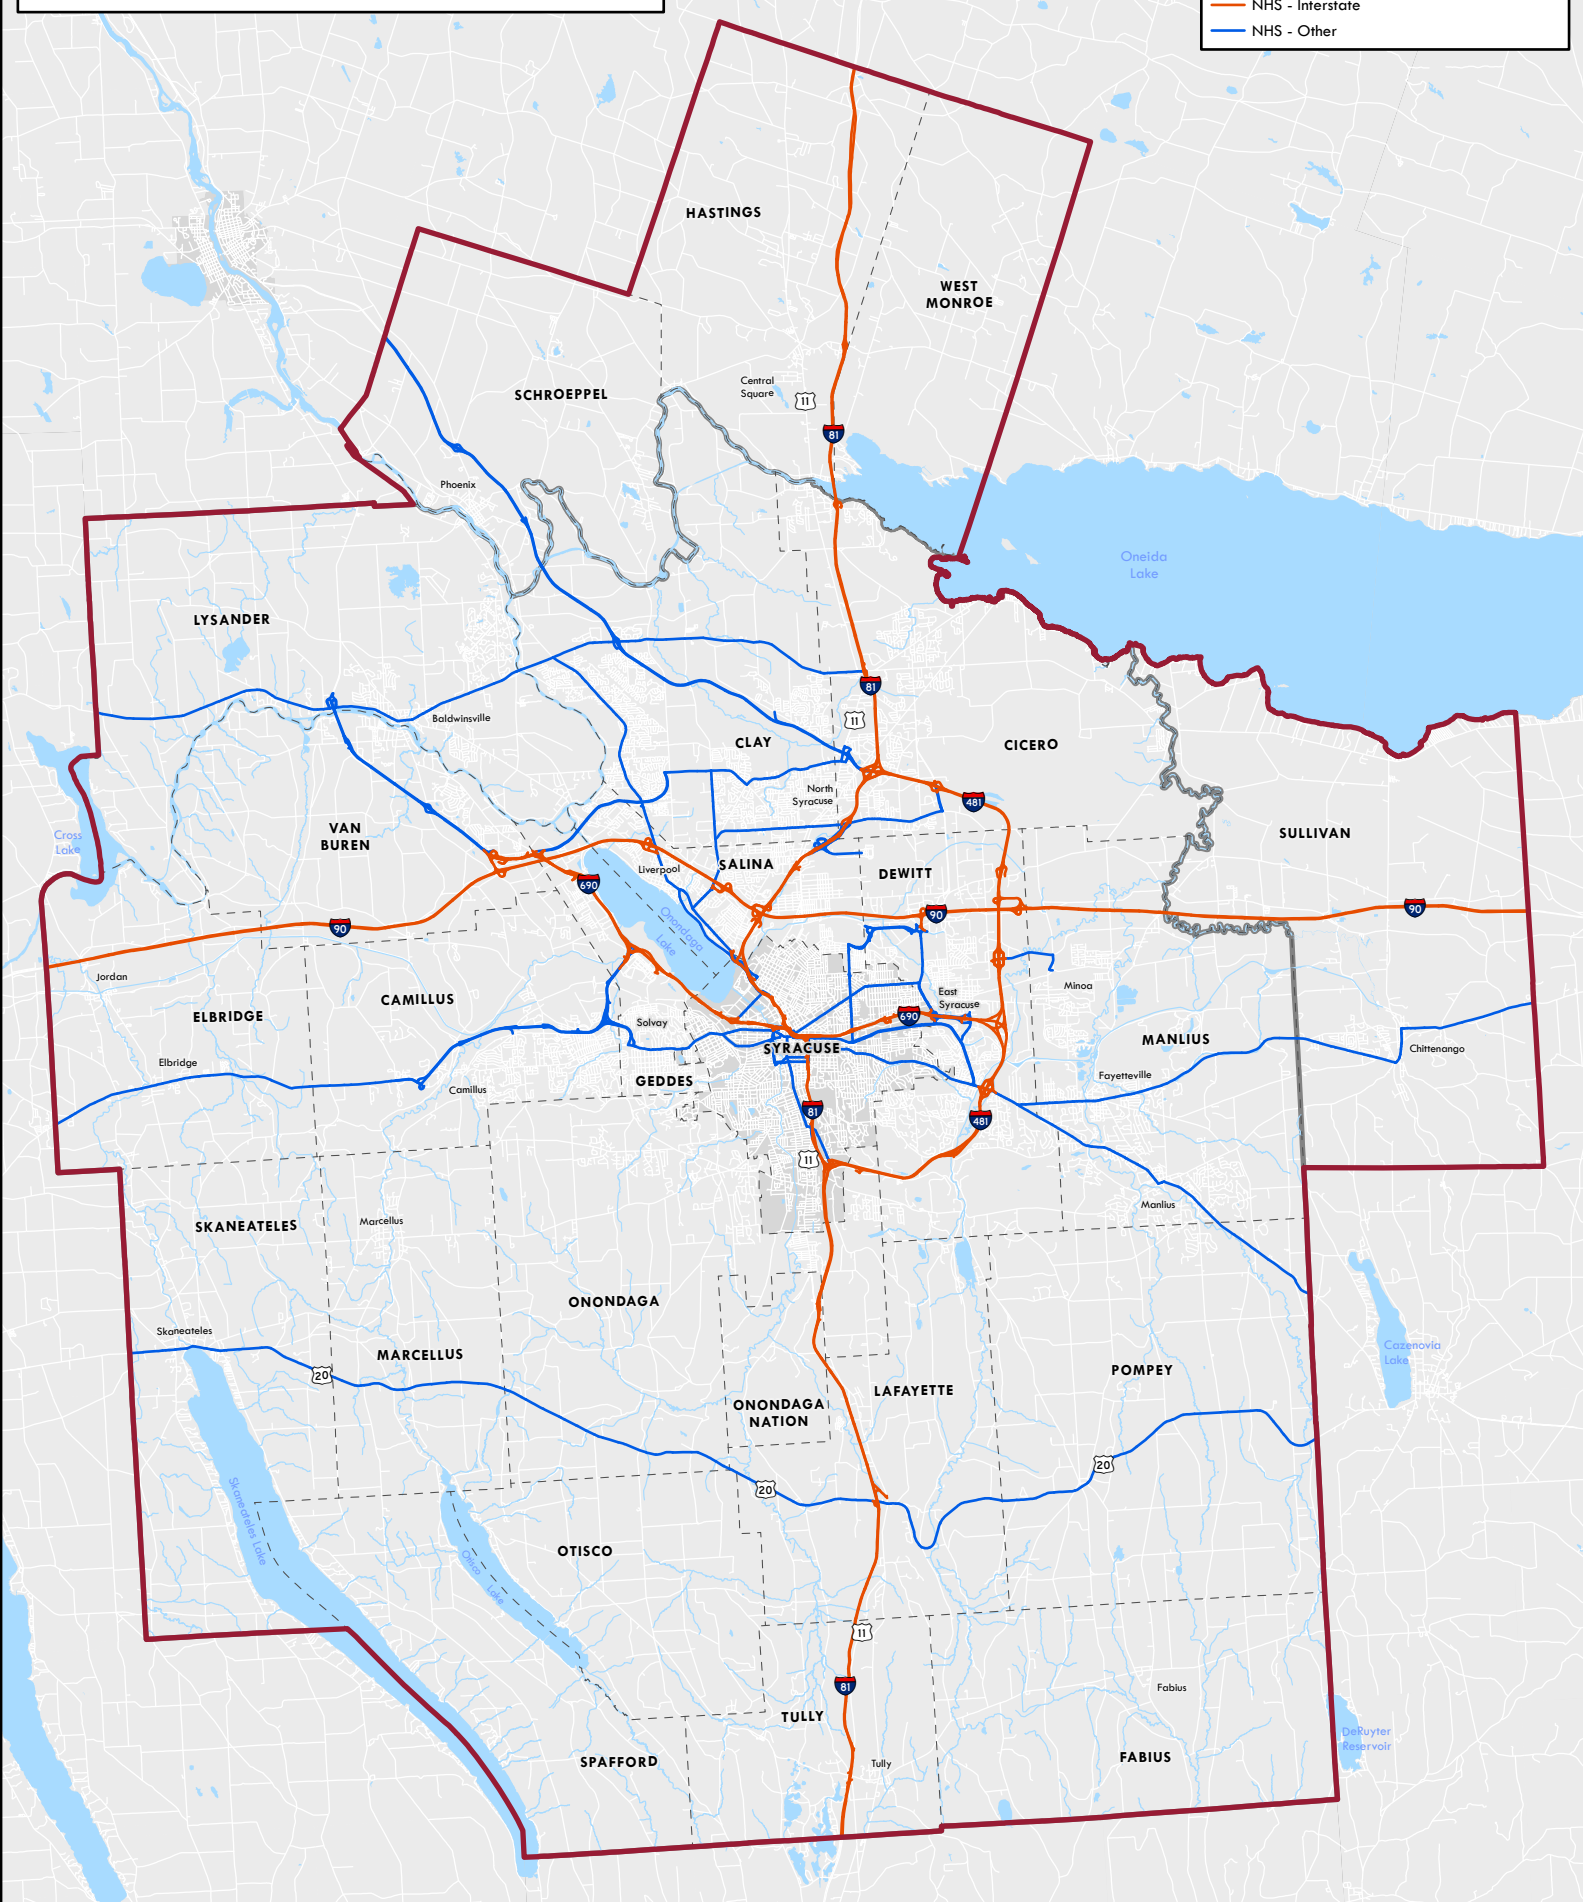 NHS - Interstate
NHS - Other
HASTINGS
WEST
MONROE
SCHROEPPEL
Central
Square
11
81
Phoenix
Oneida
Lake
LYSANDER
81
11
Baldwinsville
CLAY
CICERO
North
Syracuse
481
Cross
Lake
VAN
BUREN
SULLIVAN
Liverpool
SALINA
DEWITT
690
90
90
90
Onondaga
Lake
Jordan
CAMILLUS
Minoa
East
Syracuse
ELBRIDGE
690
Solvay
SYRACUSE
MANLIUS
Chittenango
Elbridge
Camillus
GEDDES
Fayetteville
81
481
11
Manlius
SKANEATELES
Marcellus
ONONDAGA
Skaneateles
MARCELLUS
20
Cazenovia
Lake
POMPEY
LAFAYETTE
ONONDAGA
NATION
20
20
Skaneateles Lake
OTISCO
Otisco
Lake
11
81
Fabius
TULLY
DeRuyter
Reservoir
SPAFFORD
Tully
FABIUS